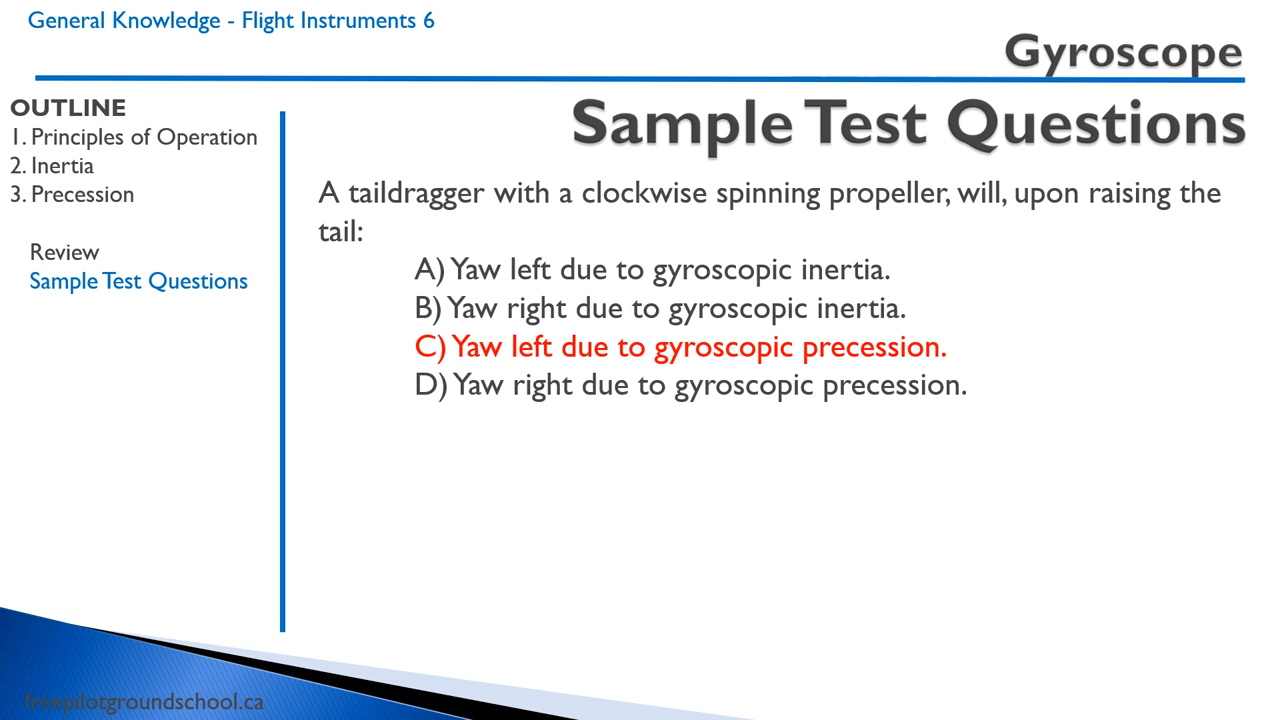 General Knowledge - Flight Instruments 6
Gyroscope
Sample Test Questions
OUTLINE
1. Principles of Operation
2. Inertia
3. Precession
Review
Sample Test Questions
A taildragger with a clockwise spinning propeller, will, upon raising the
tail:
A) Yaw left due to gyroscopic inertia.
B) Yaw right due to gyroscopic inertia.
C) Yaw left due to gyroscopic precession.
D) Yaw right due to gyroscopic precession.
freepilotgroundschool.ca